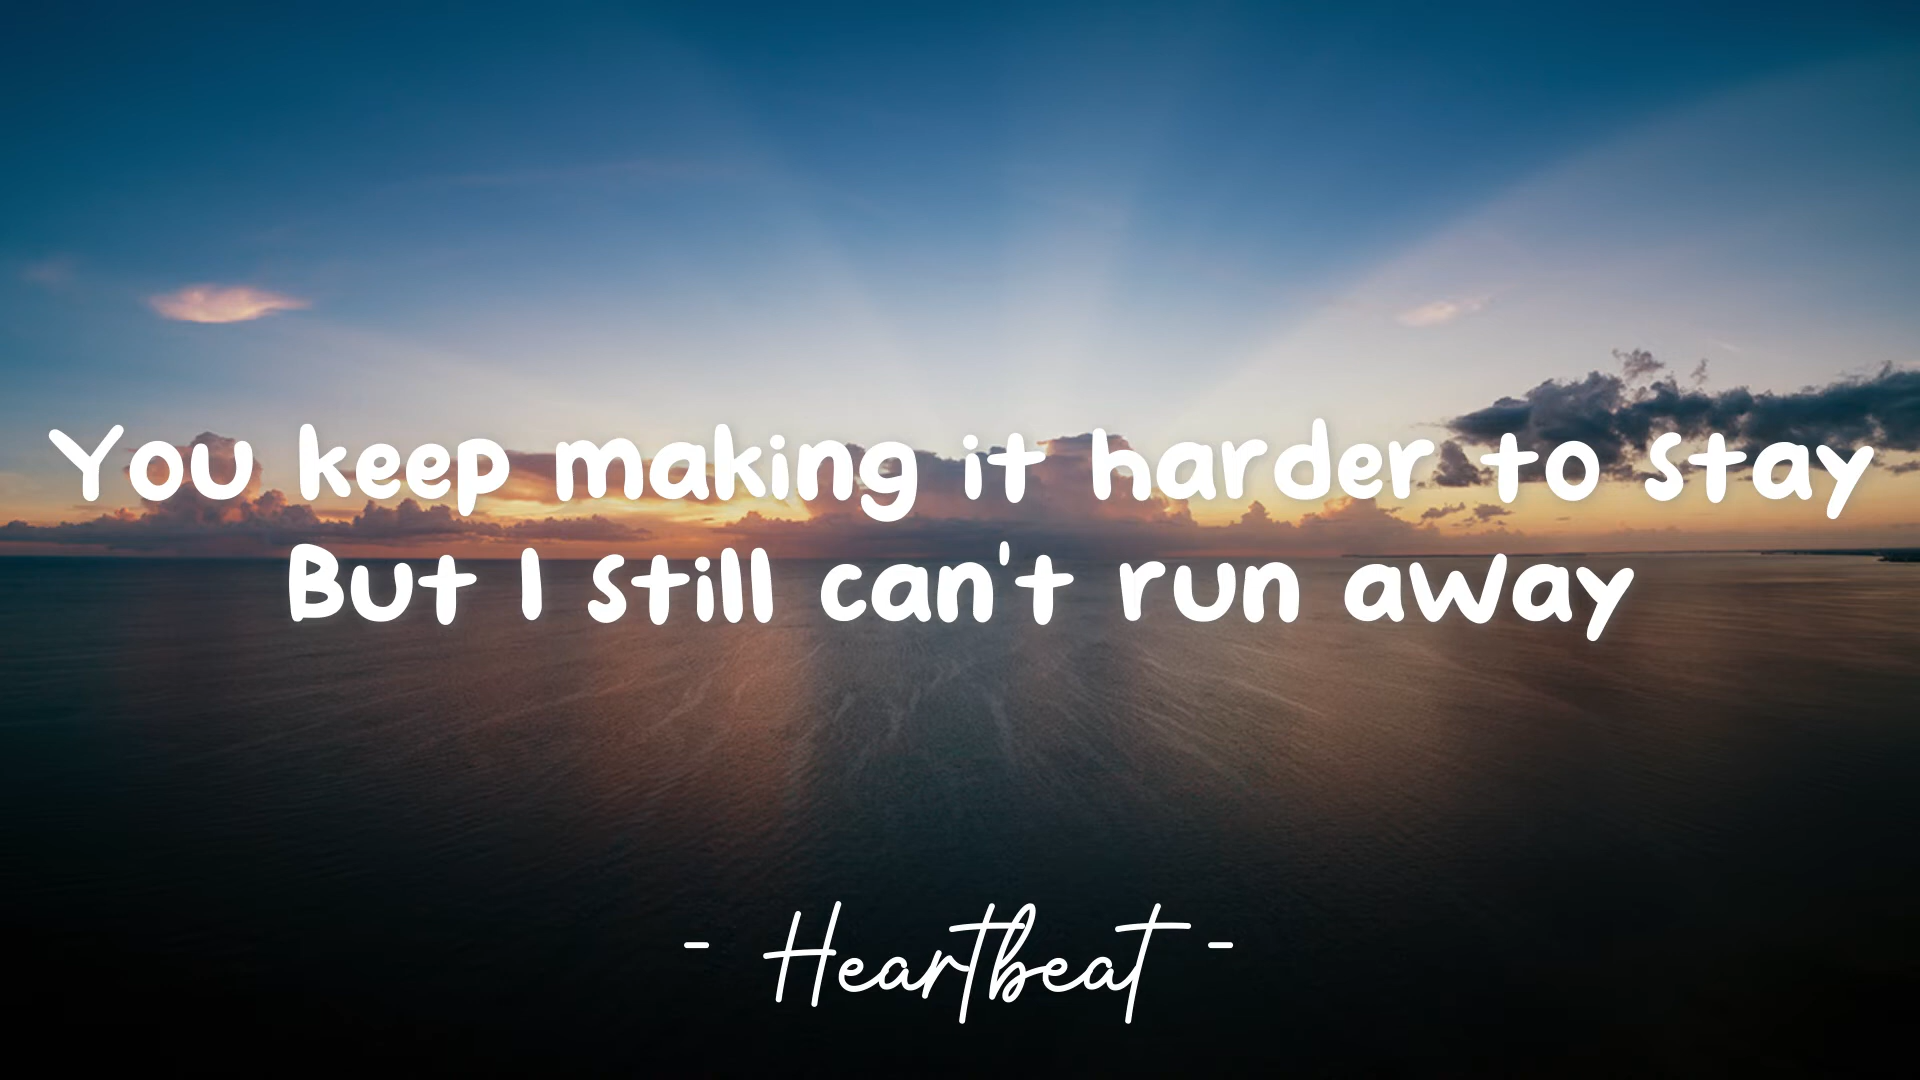 You keep making it harder to stay
But I still can't run away
- Heartbeat -